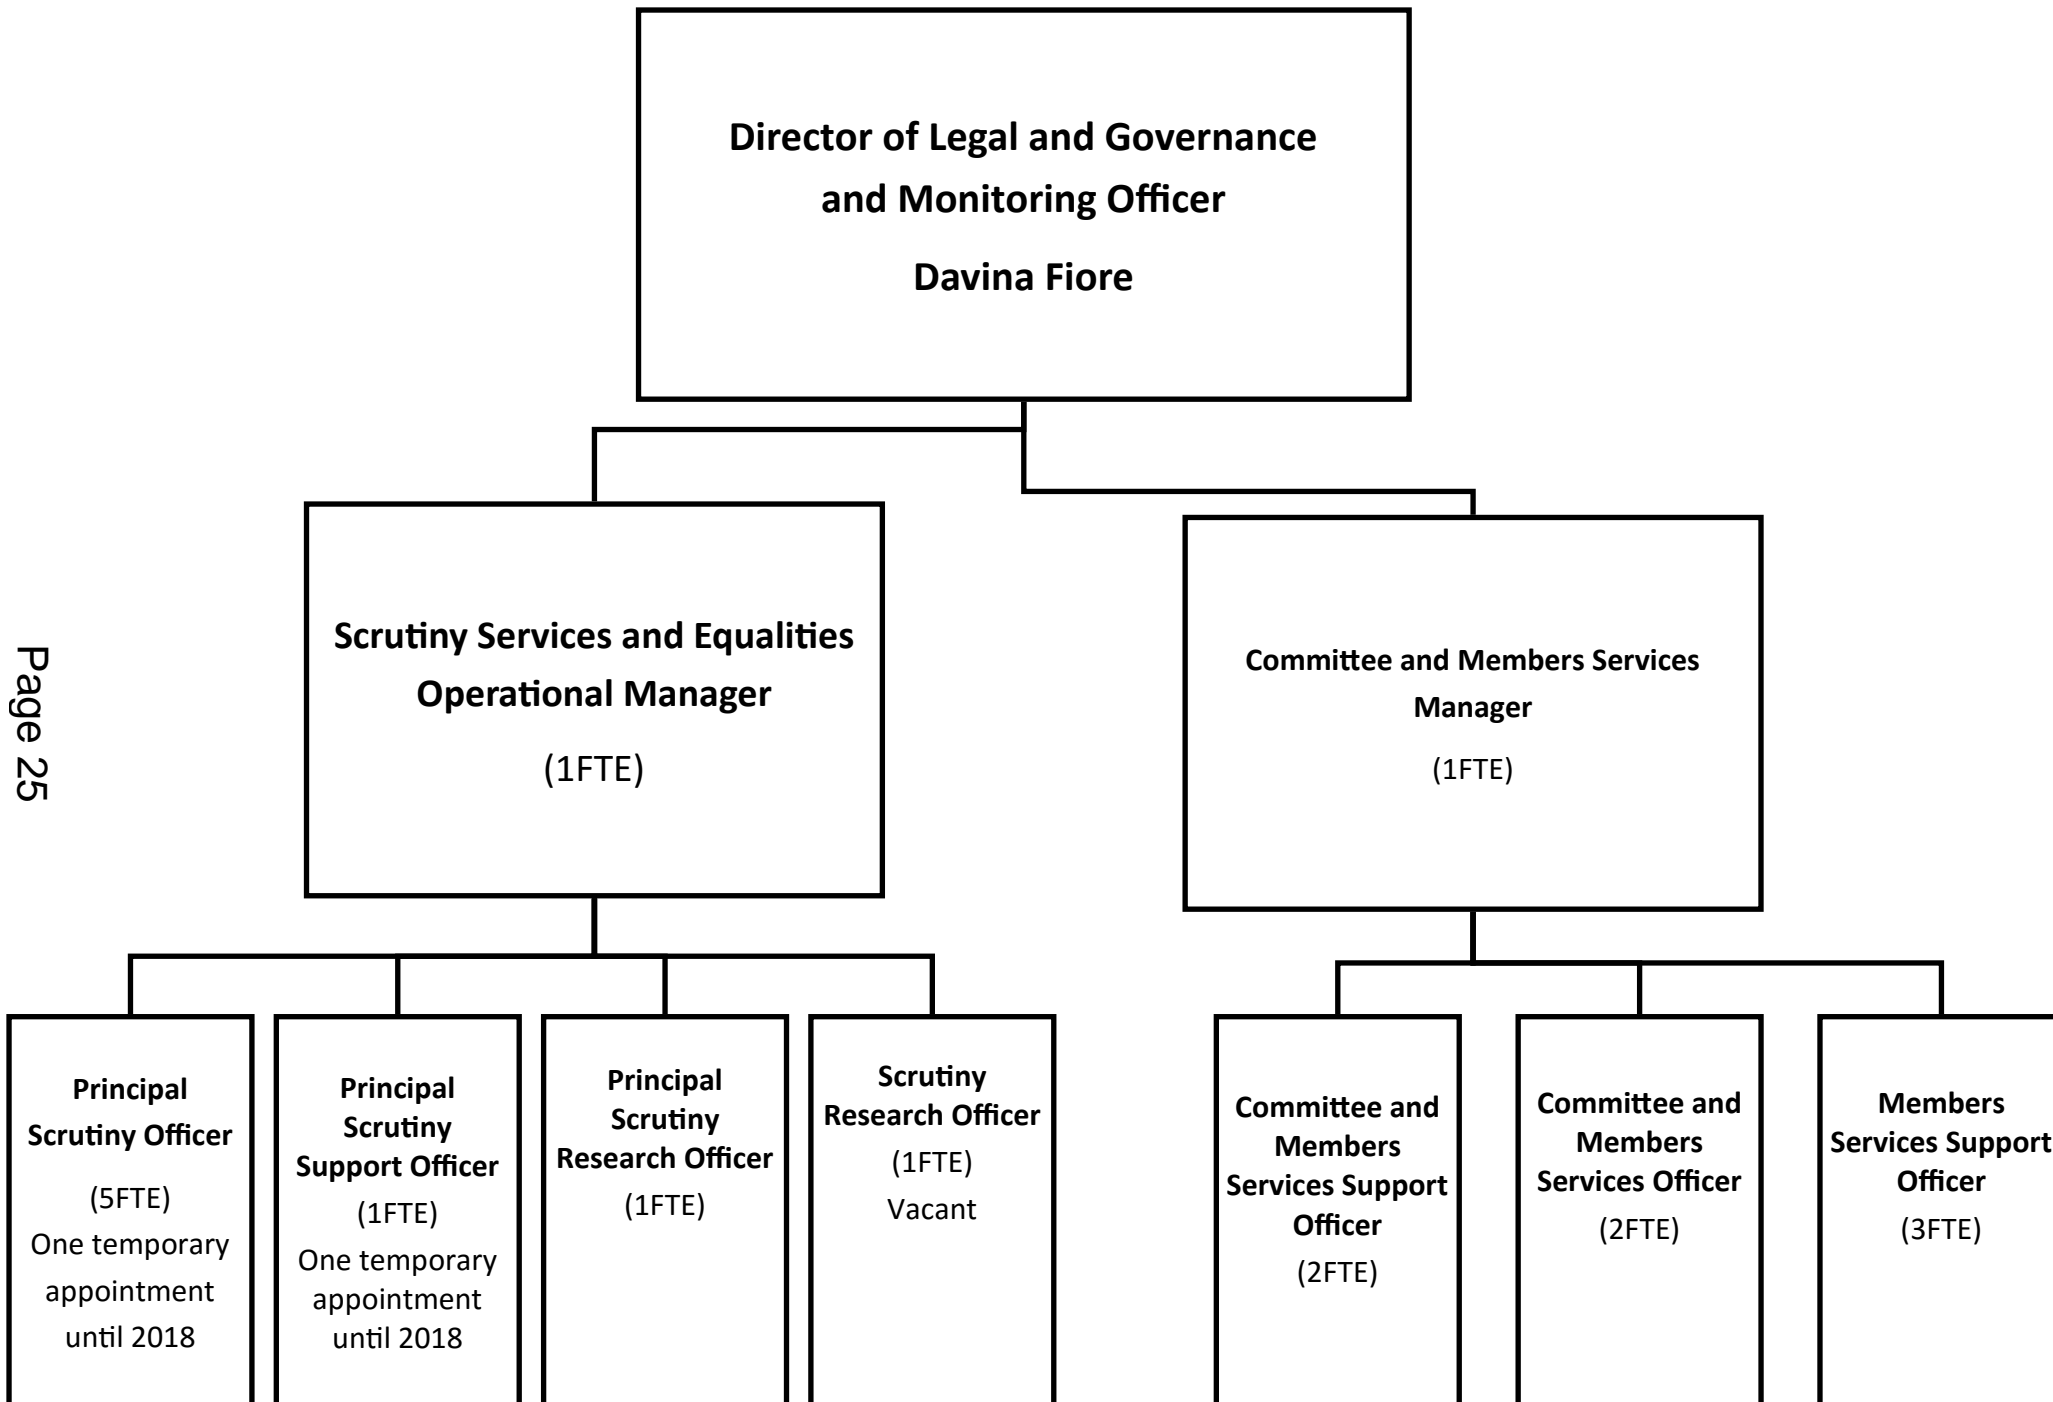 Director of Legal and Governance
and Monitoring Officer
Davina Fiore
Scrutiny Services and Equalities
Operational Manager
(1FTE)
Committee and Members Services
Manager
(1FTE)
Page 25
Principal
Scrutiny Officer
(5FTE)
One temporary
appointment
until 2018
Principal
Scrutiny
Support Officer
(1FTE)
One temporary
appointment
until 2018
Principal
Scrutiny
Research Officer
(1FTE)
Scrutiny
Research Officer
(1FTE)
Vacant
Committee and
Members
Services Support
Officer
(2FTE)
Committee and
Members
Services Officer
(2FTE)
Members
Services Support
Officer
(3FTE)